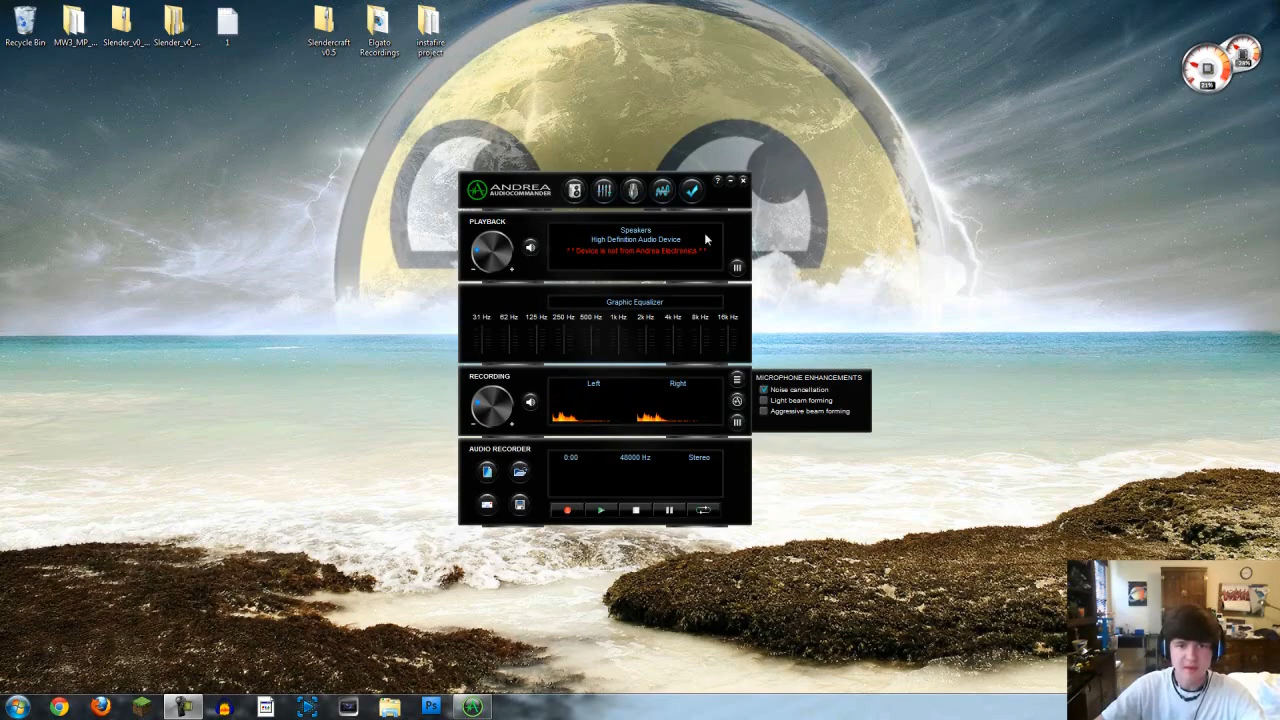 Recycle Bin
MW3_MP_...
Slender_v0_...
Slender_v0_...
1
Slendercraft v0.5
Elgato Recordings
instafire project
21%
28%
ANDREA
AUDIOCOMMANDER
?
PLAYBACK
Speakers
High Definition Audio Device
** Device is not from Andrea Electronics **
- +
Graphic Equalizer
31 Hz 62 Hz 125 Hz 250 Hz 500 Hz 1k Hz 2k Hz 4k Hz 8k Hz 16k Hz
RECORDING
Left Right
- +
MICROPHONE ENHANCEMENTS
Noise cancellation
Light beam forming
Aggressive beam forming
AUDIO RECORDER
0:00 48000 Hz Stereo
Ps